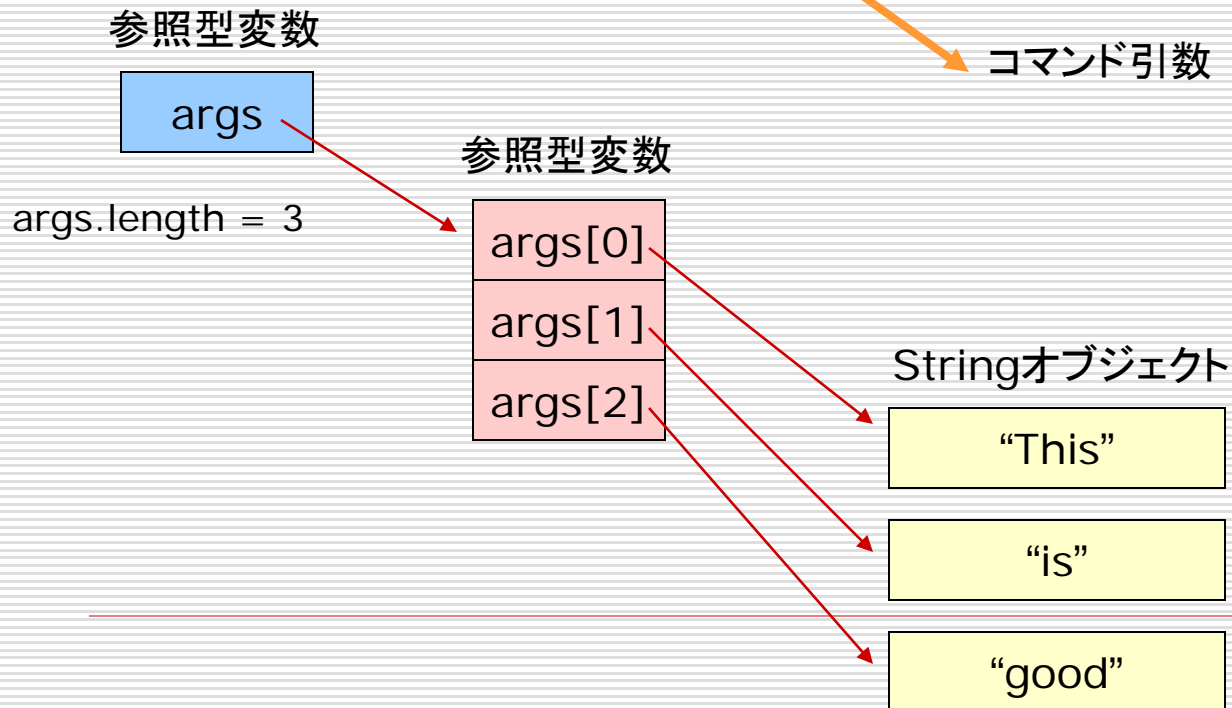 参照型変数
コマンド引数
args
参照型変数
args.length = 3
args[0]
args[1]
args[2]
Stringオブジェクト
“This”
“is”
“good”